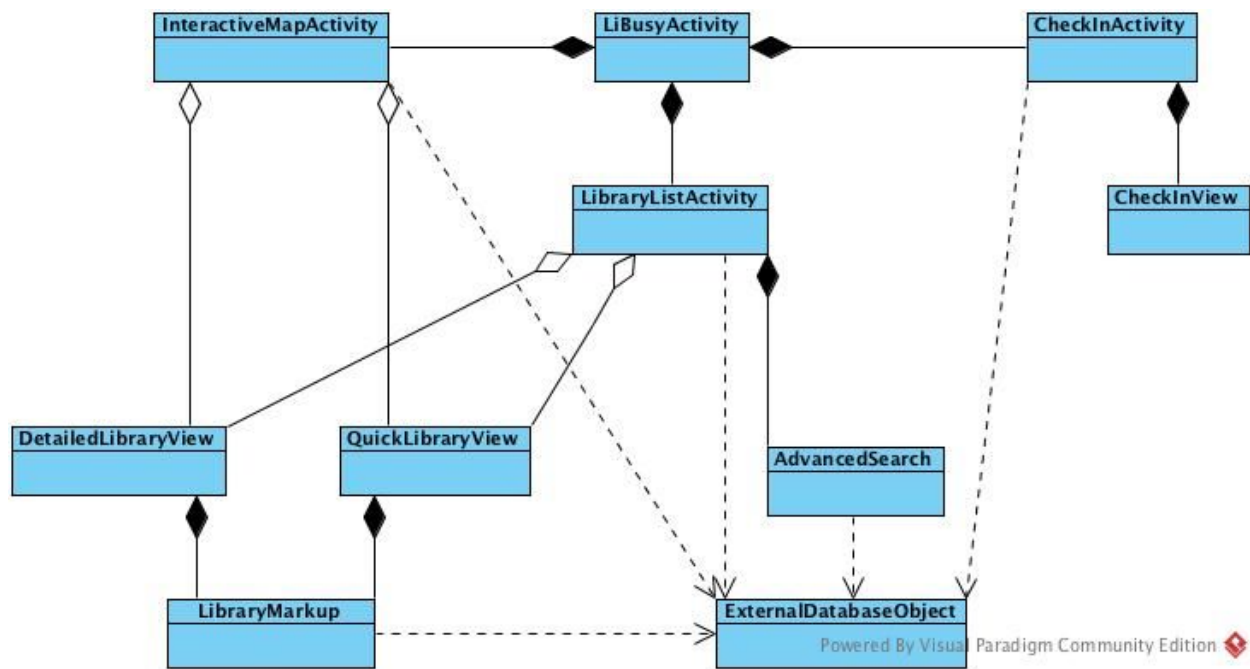 InteractiveMapActivity
LiBusyActivity
CheckInActivity
LibraryListActivity
CheckInView
DetailedLibraryView
QuickLibraryView
AdvancedSearch
LibraryMarkup
ExternalDatabaseObject
Powered By Visual Paradigm Community Edition